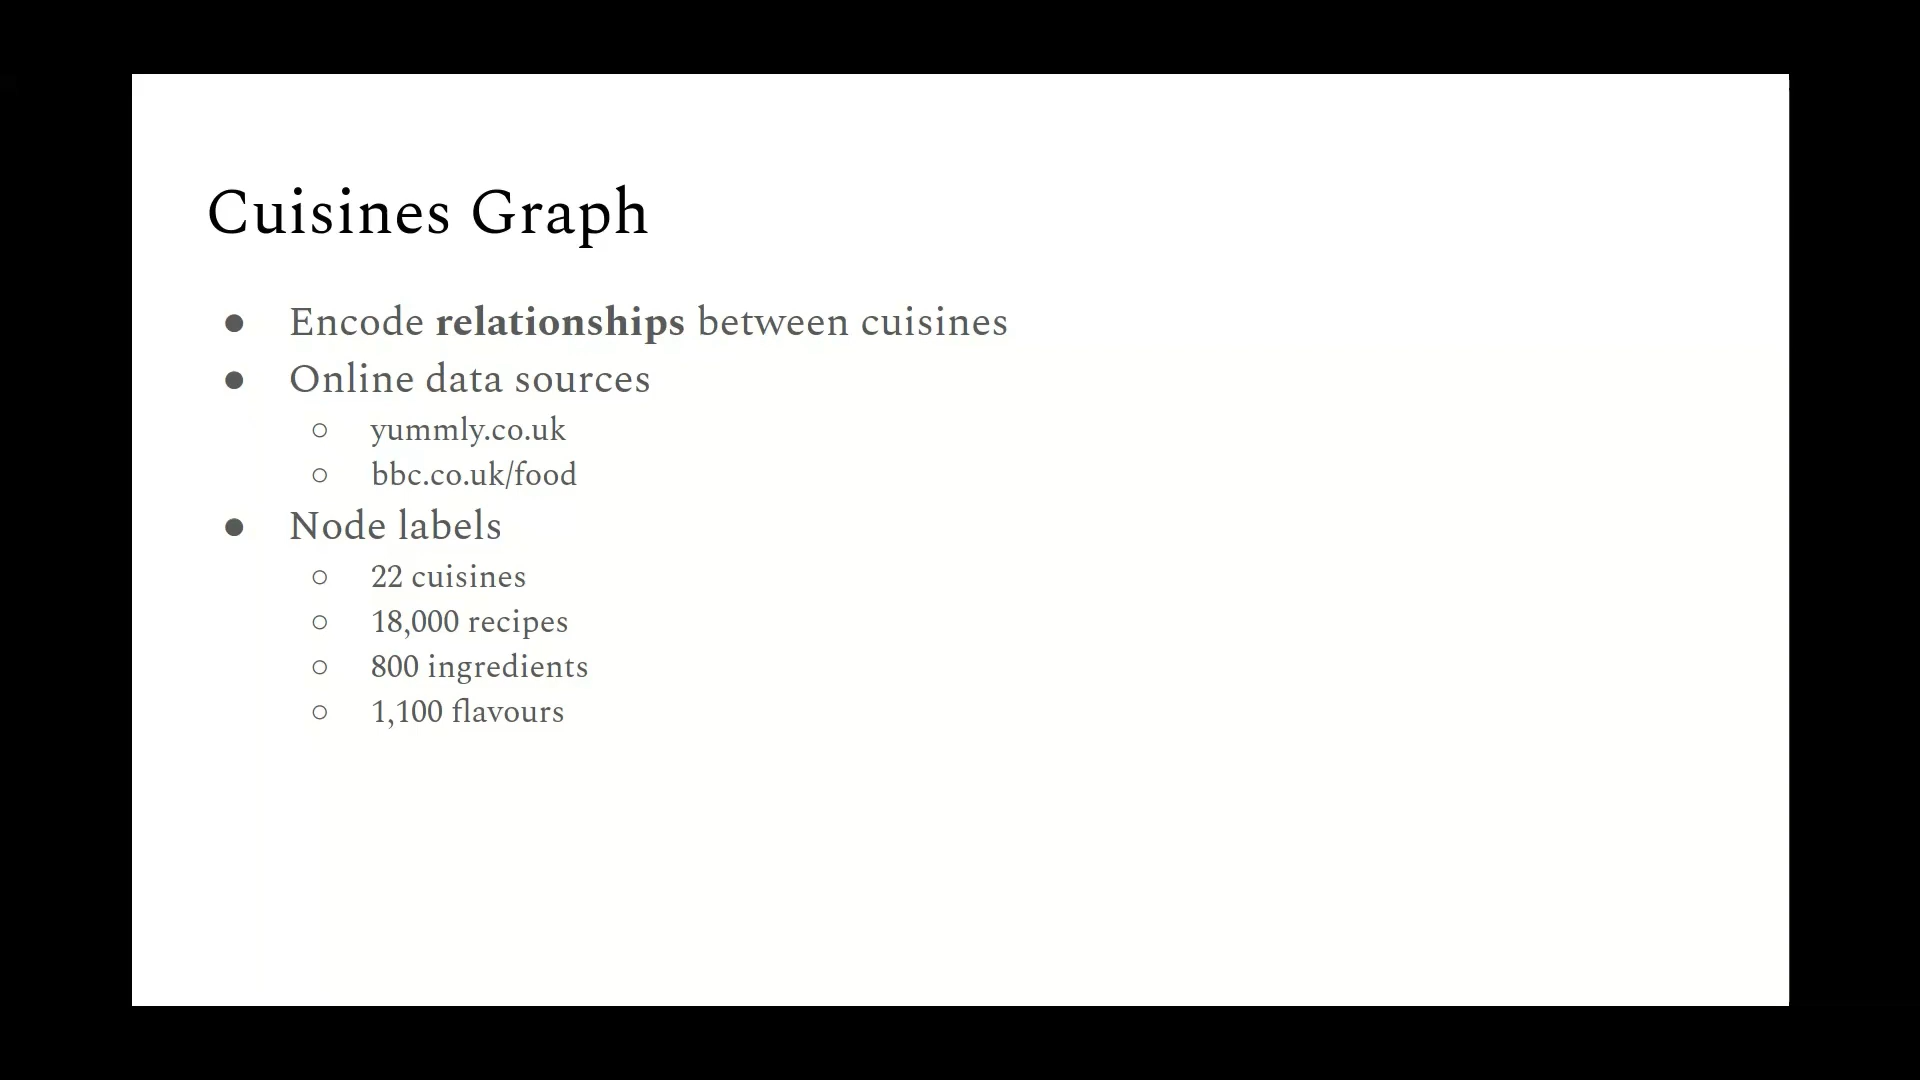 Cuisines Graph
● Encode relationships between cuisines
● Online data sources
○ yummly.co.uk
○ bbc.co.uk/food
● Node labels
○ 22 cuisines
○ 18,000 recipes
○ 800 ingredients
○ 1,100 flavours